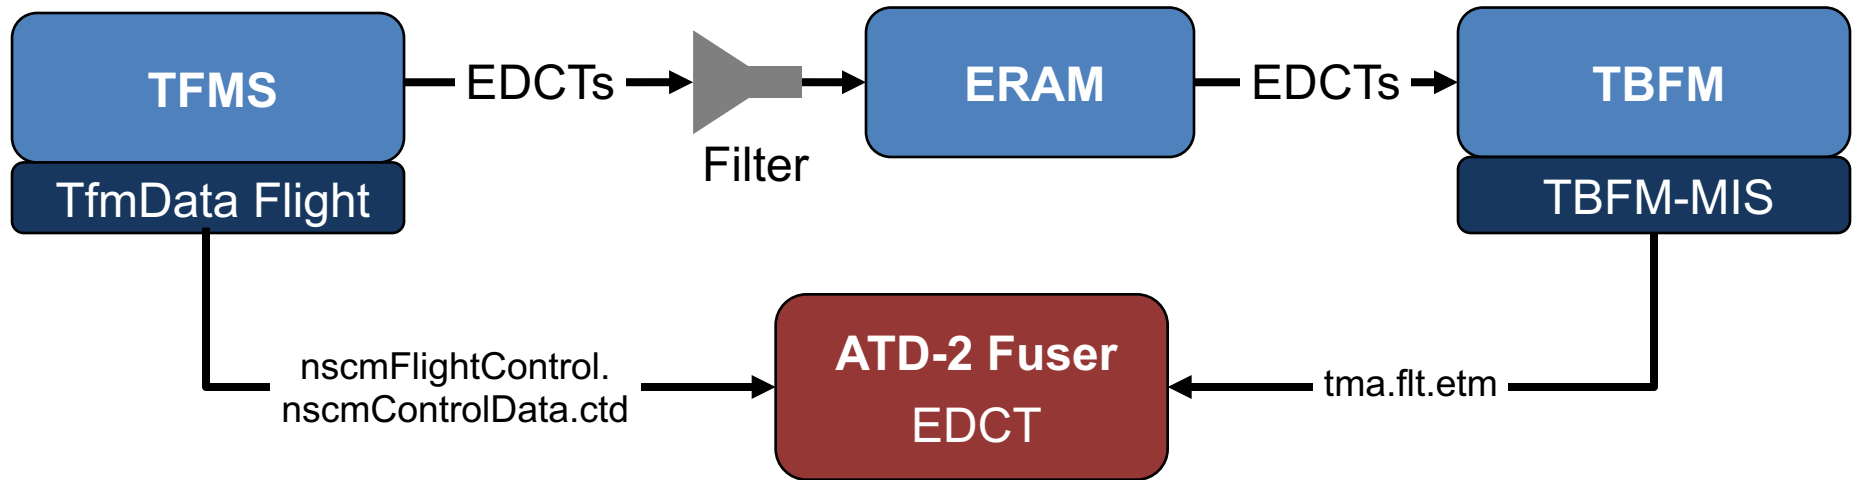 TFMS
EDCTs
Filter
ERAM
EDCTs
TBFM
TfmData Flight
TBFM-MIS
nscmFlightControl.
nscmControlData.ctd
ATD-2 Fuser
EDCT
tma.flt.etm